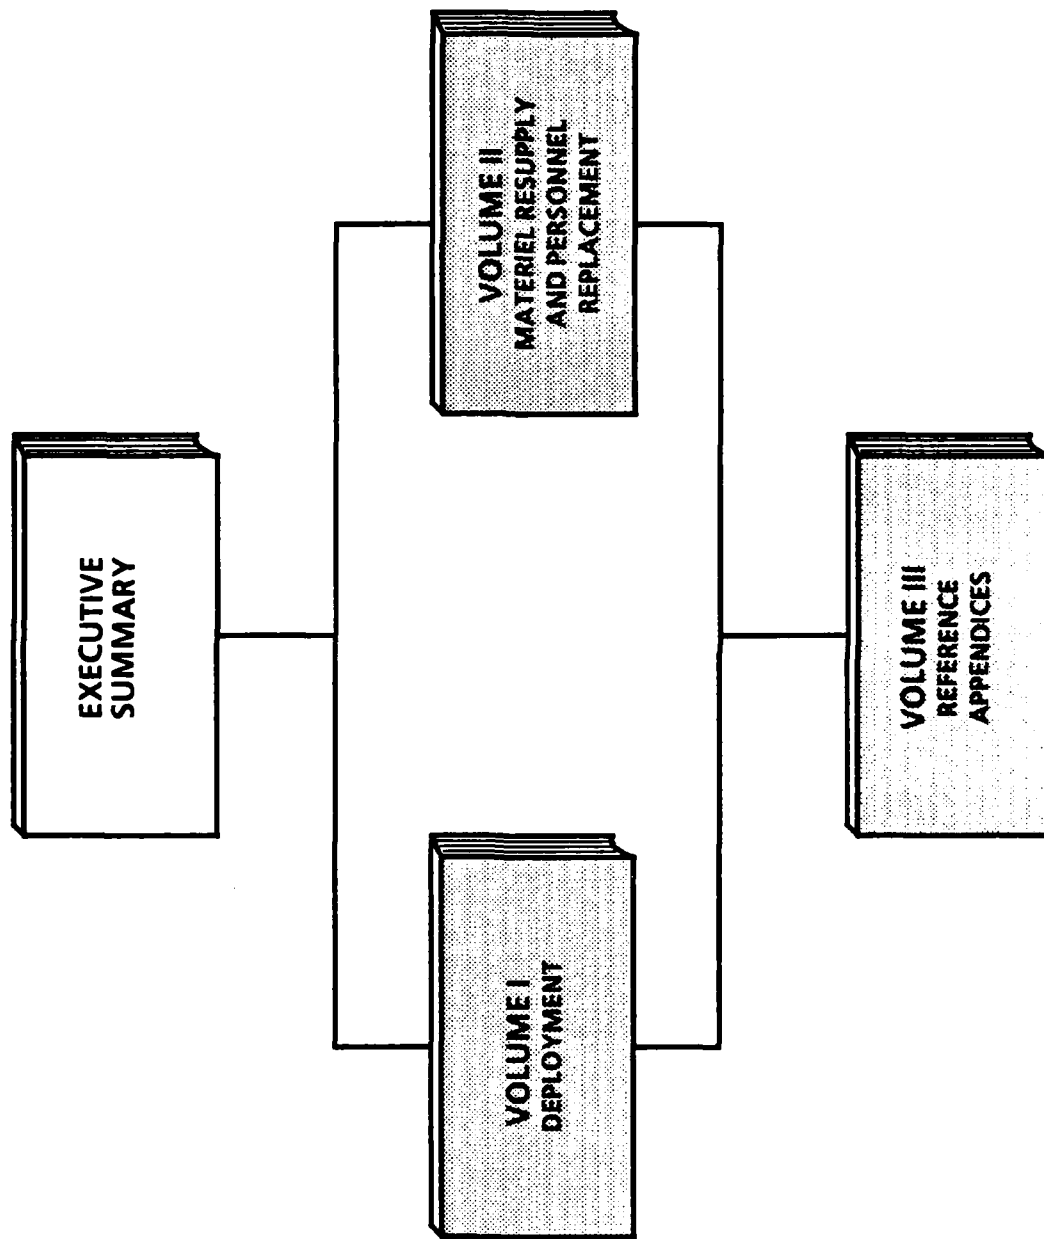 EXECUTIVE
SUMMARY
VOLUME I
DEPLOYMENT
VOLUME II
MATERIEL RESUPPLY
AND PERSONNEL
REPLACEMENT
VOLUME III
REFERENCE
APPENDICES